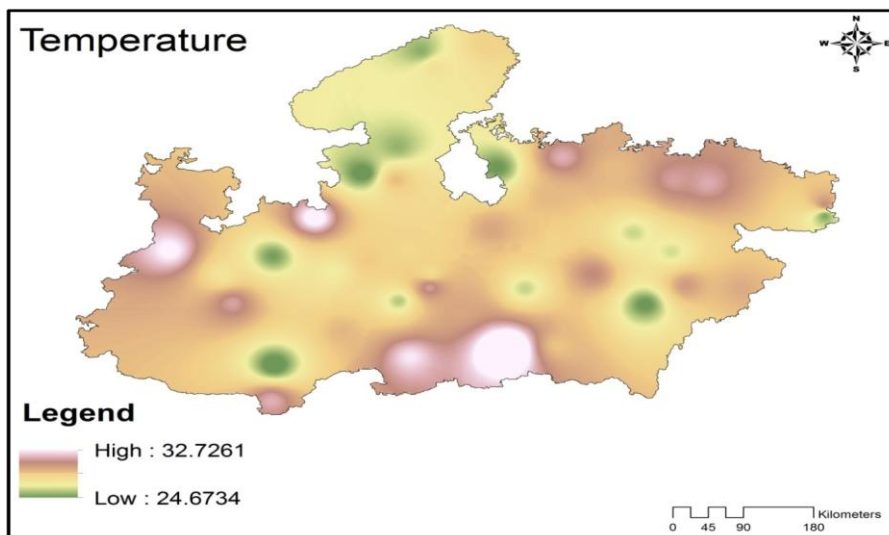 Temperature
N
W E
S
Legend
High : 32.7261
Low : 24.6734
Kilometers
0 45 90 180